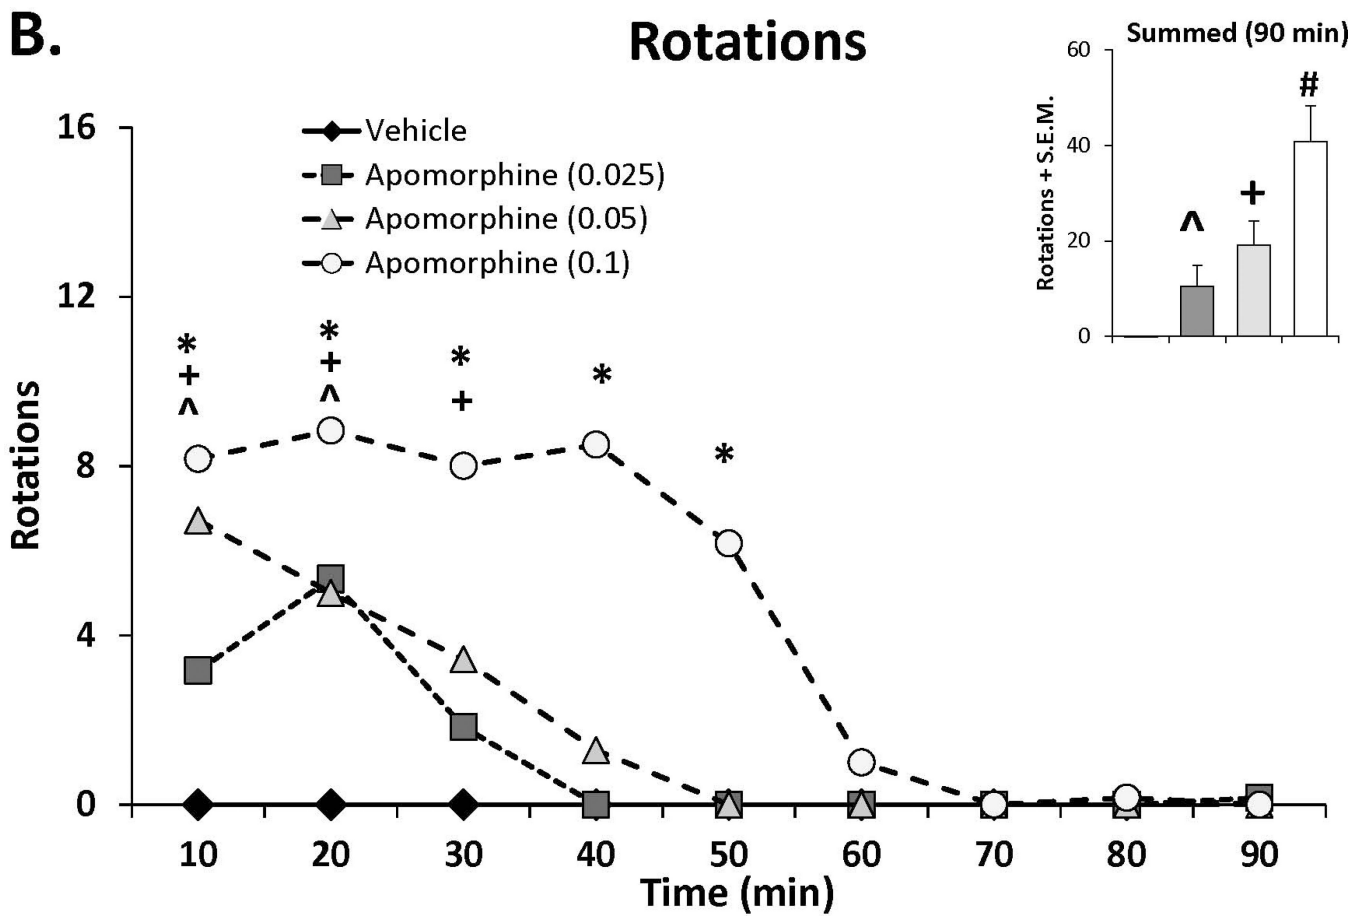 B.
Rotations
Summed (90 min)
60
40
20
0
Rotations + S.E.M.
^
+
#
Vehicle
Apomorphine (0.025)
Apomorphine (0.05)
Apomorphine (0.1)
16
12
8
4
0
Rotations
*
+
^
*
+
^
*
+
*
*
10 20 30 40 50 60 70 80 90
Time (min)